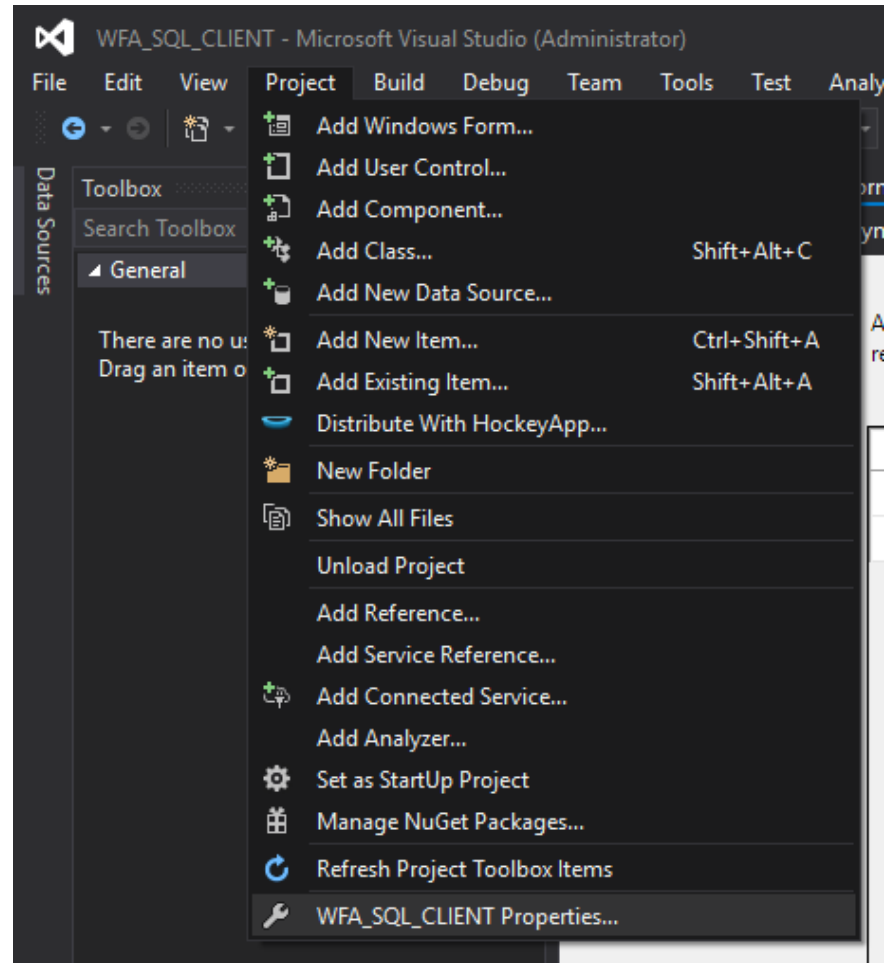 WFA_SQL_CLIENT - Microsoft Visual Studio (Administrator)
File Edit View Project Build Debug Team Tools Test
Data Sources
Toolbox
Search Toolbox
General
There are no
Drag an item
Add Windows Form...
Add User Control...
Add Component...
Add Class... Shift+Alt+C
Add New Data Source...
Add New Item... Ctrl+Shift+A
Add Existing Item... Shift+Alt+A
Distribute With HockeyApp...
New Folder
Show All Files
Unload Project
Add Reference...
Add Service Reference...
Add Connected Service...
Add Analyzer...
Set as StartUp Project
Manage NuGet Packages...
Refresh Project Toolbox Items
WFA_SQL_CLIENT Properties...